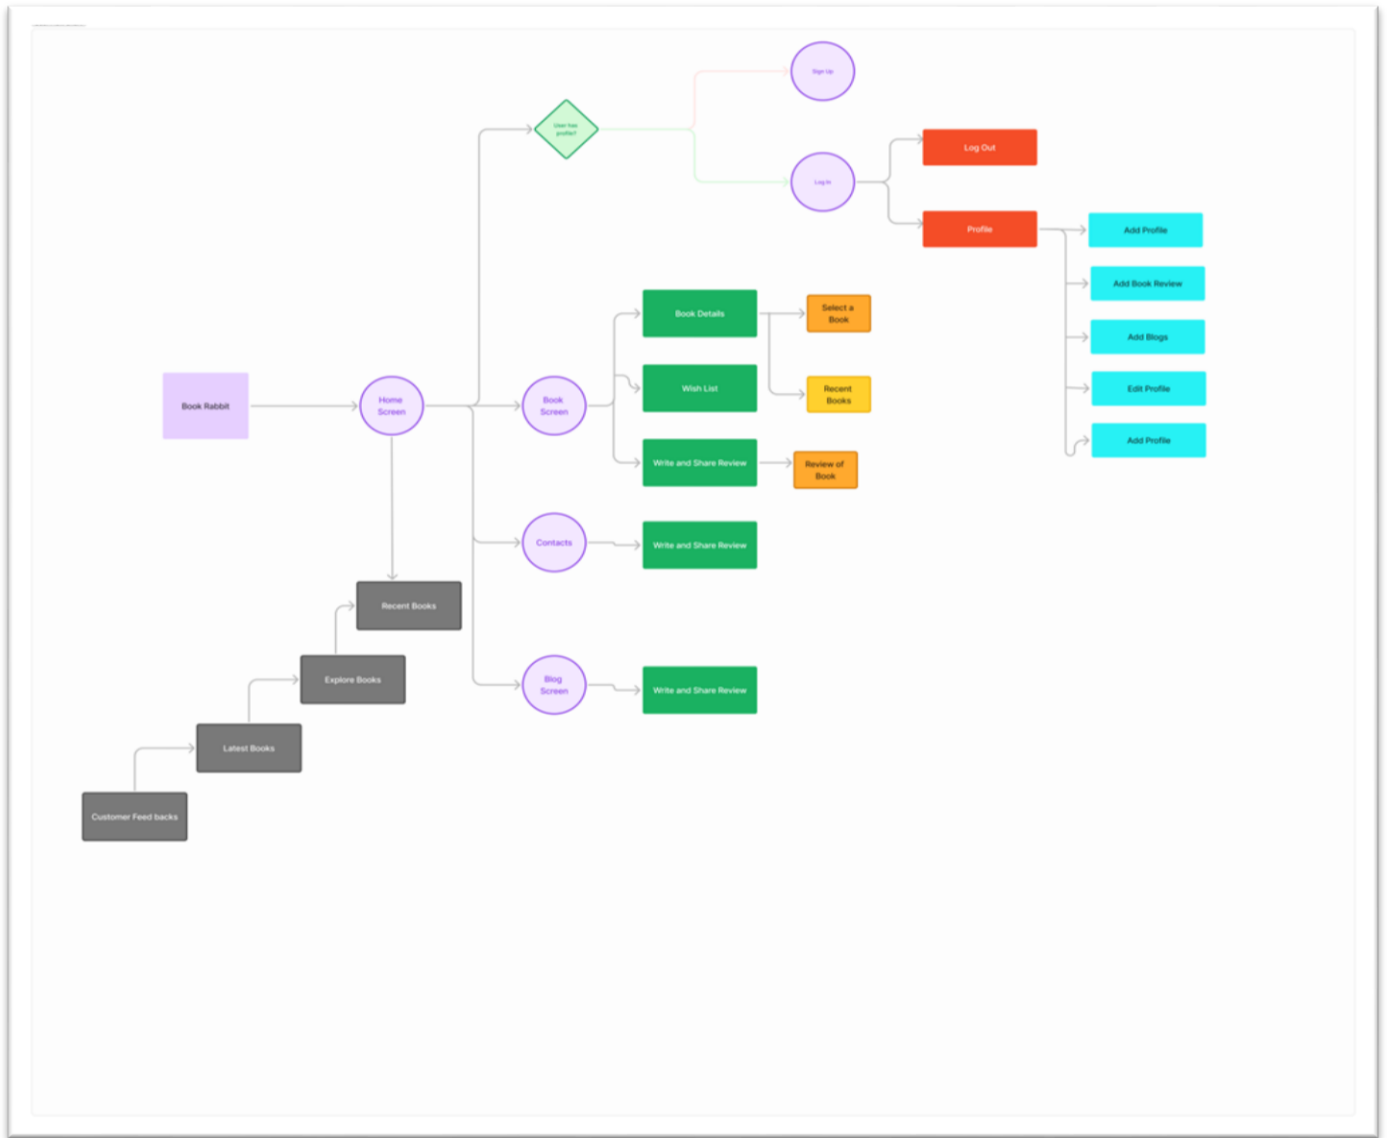 Sign Up
User has
profile?
Log Out
Log In
Profile
Add Profile
Add Book Review
Book Details
Select a
Book
Add Blogs
Wish List
Recent
Books
Edit Profile
Book Rabbit
Home
Screen
Book
Screen
Add Profile
Write and Share Review
Review of
Book
Contacts
Write and Share Review
Recent Books
Explore Books
Blog
Screen
Write and Share Review
Latest Books
Customer Feed backs